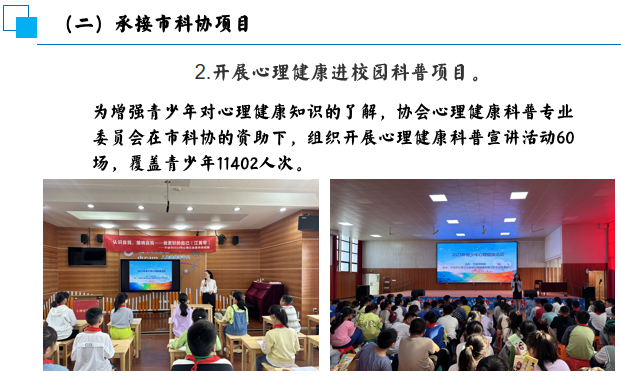 （二）承接市科协项目
2.开展心理健康进校园科普项目。
为增强青少年对心理健康知识的了解，协会心理健康科普专业
委员会在市科协的资助下，组织开展心理健康科普宣讲活动60
场，覆盖青少年11402人次。